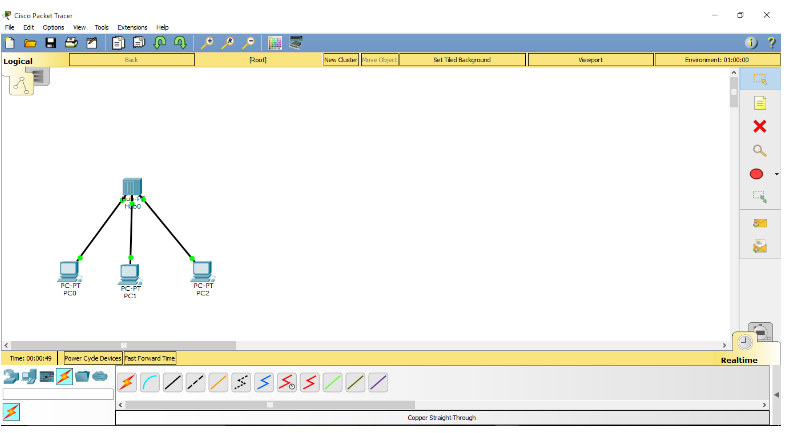 Cisco Packet Tracer
File Edit Options View Tools Extensions Help
Logical Back [Root] New Cluster Move Object Set Tiled Background Viewport Environment: 01:00:00
Hub0
PC-PT
PC0
PC-PT
PC1
PC-PT
PC2
Time: 00:00:49 Power Cycle Devices Fast Forward Time Realtime
Copper Straight-Through